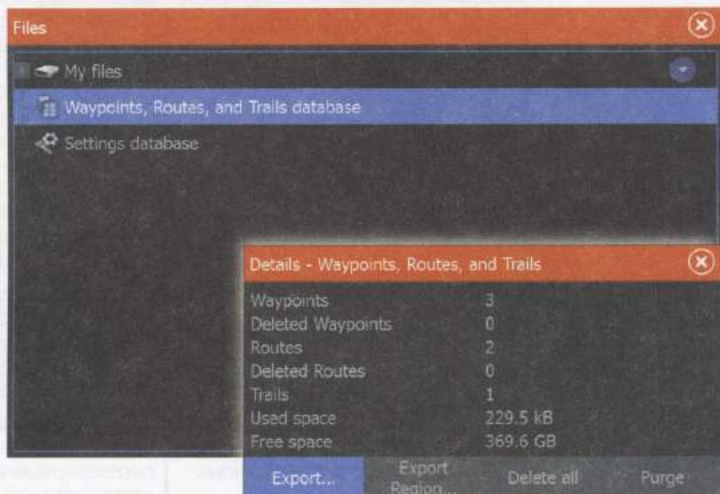 Files
My files
Waypoints, Routes, and Trails database
Settings database
Details - Waypoints, Routes, and Trails
Waypoints 3
Deleted Waypoints 0
Routes 2
Deleted Routes 0
Trails 1
Used space 229.5 kB
Free space 369.6 GB
Export...
Export
Region...
Delete all
Purge